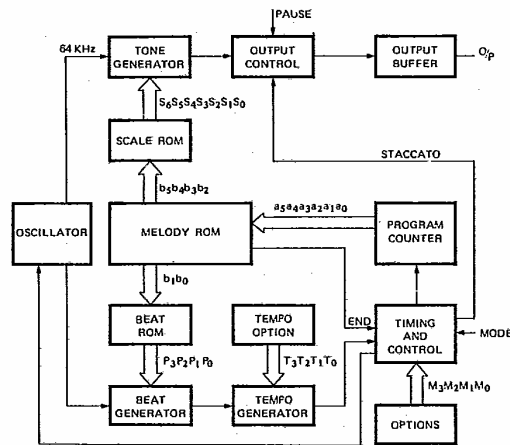 PAUSE
64 KHz
TONE
GENERATOR
OUTPUT
CONTROL
OUTPUT
BUFFER
O/P
S6S5S4S3S2S1S0
SCALE ROM
STACCATO
b5b4b3b2
a5a4a3a2a1a0
OSCILLATOR
MELODY ROM
PROGRAM
COUNTER
b1b0
END
BEAT
ROM
TEMPO
OPTION
TIMING
AND
CONTROL
MODE
P3P2P1P0
T3T2T1T0
M3M2M1M0
BEAT
GENERATOR
TEMPO
GENERATOR
OPTIONS